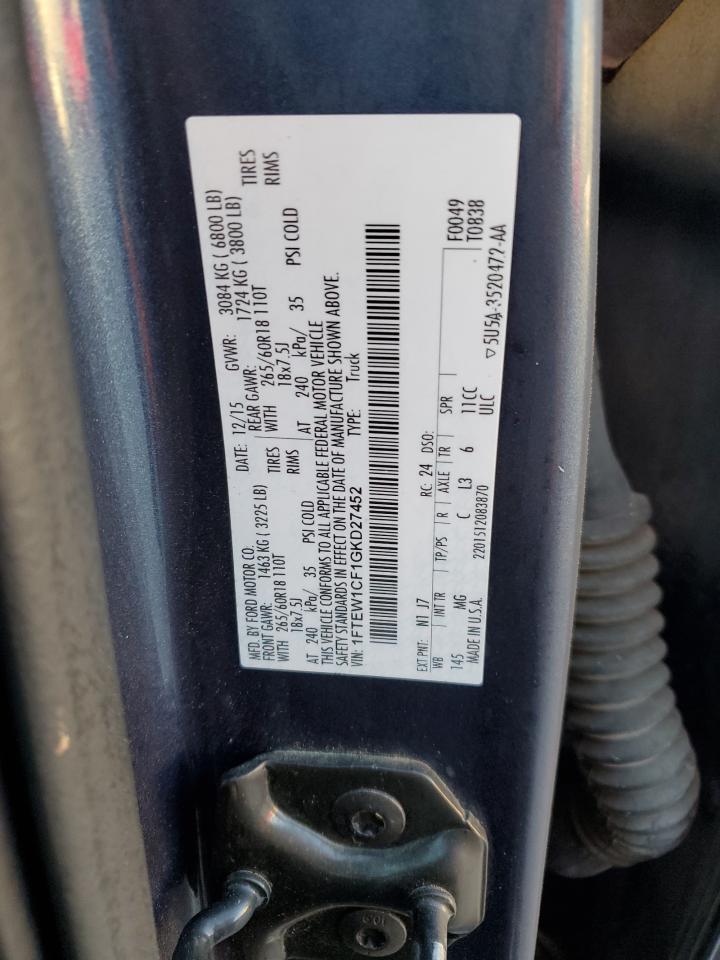 MFD. BY FORD MOTOR CO. DATE: 12/15 GVWR: 3084 KG ( 6800 LB)
FRONT GAWR: 1463 KG ( 3225 LB) REAR GAWR: 1724 KG ( 3800 LB)
WITH 265/60R18 110T TIRES WITH 265/60R18 110T TIRES
18x7.5J RIMS 18x7.5J RIMS
AT 240 kPa/ 35 PSI COLD AT 240 kPa/ 35 PSI COLD
THIS VEHICLE CONFORMS TO ALL APPLICABLE FEDERAL MOTOR VEHICLE
SAFETY STANDARDS IN EFFECT ON THE DATE OF MANUFACTURE SHOWN ABOVE.
VIN: 1FTEW1CF1GKD27452 TYPE: Truck
F0049
EXT PNT: N1 J7 RC: 24 DSO: T0838
WB INT TR TP/PS R AXLE TR SPR
145 MG C L3 6 11CC
MADE IN U.S.A. 2201512083870 ULC
▽5U5A-3520472-AA